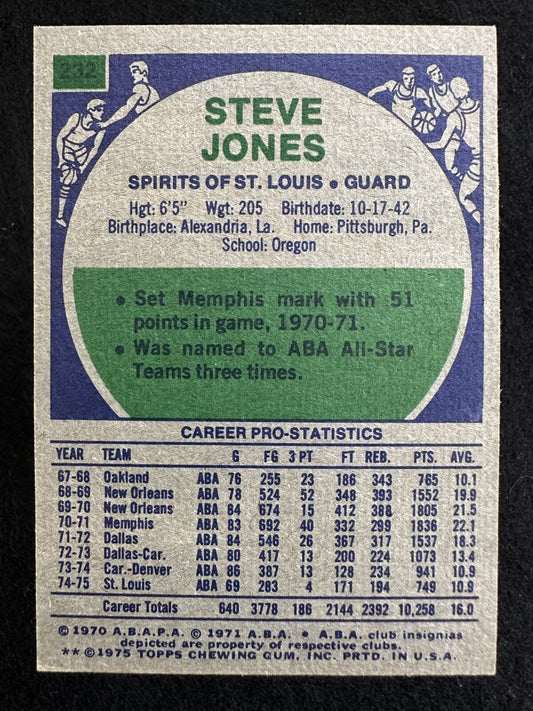 232
STEVE
JONES
SPIRITS OF ST. LOUIS • GUARD
Hgt: 6'5" Wgt: 205 Birthdate: 10-17-42
Birthplace: Alexandria, La. Home: Pittsburgh, Pa.
School: Oregon
• Set Memphis mark with 51
points in game, 1970-71.
• Was named to ABA All-Star
Teams three times.
CAREER PRO-STATISTICS
YEAR TEAM G FG 3 PT FT REB. PTS. AVG.
67-68 Oakland ABA 76 255 23 186 343 765 10.1
68-69 New Orleans ABA 78 524 52 348 393 1552 19.9
69-70 New Orleans ABA 84 674 15 412 388 1805 21.5
70-71 Memphis ABA 83 692 40 332 299 1836 22.1
71-72 Dallas ABA 84 546 26 367 317 1537 18.3
72-73 Dallas-Car. ABA 80 417 13 200 224 1073 13.4
73-74 Car.-Denver ABA 86 387 13 128 234 941 10.9
74-75 St. Louis ABA 69 283 4 171 194 749 10.9
Career Totals 640 3778 186 2144 2392 10,258 16.0
© 1970 A.B.A.P.A. © 1971 A.B.A. • A.B.A. club insignias
depicted are property of respective clubs.
** © 1975 TOPPS CHEWING GUM, INC. PRTD. IN U.S.A.